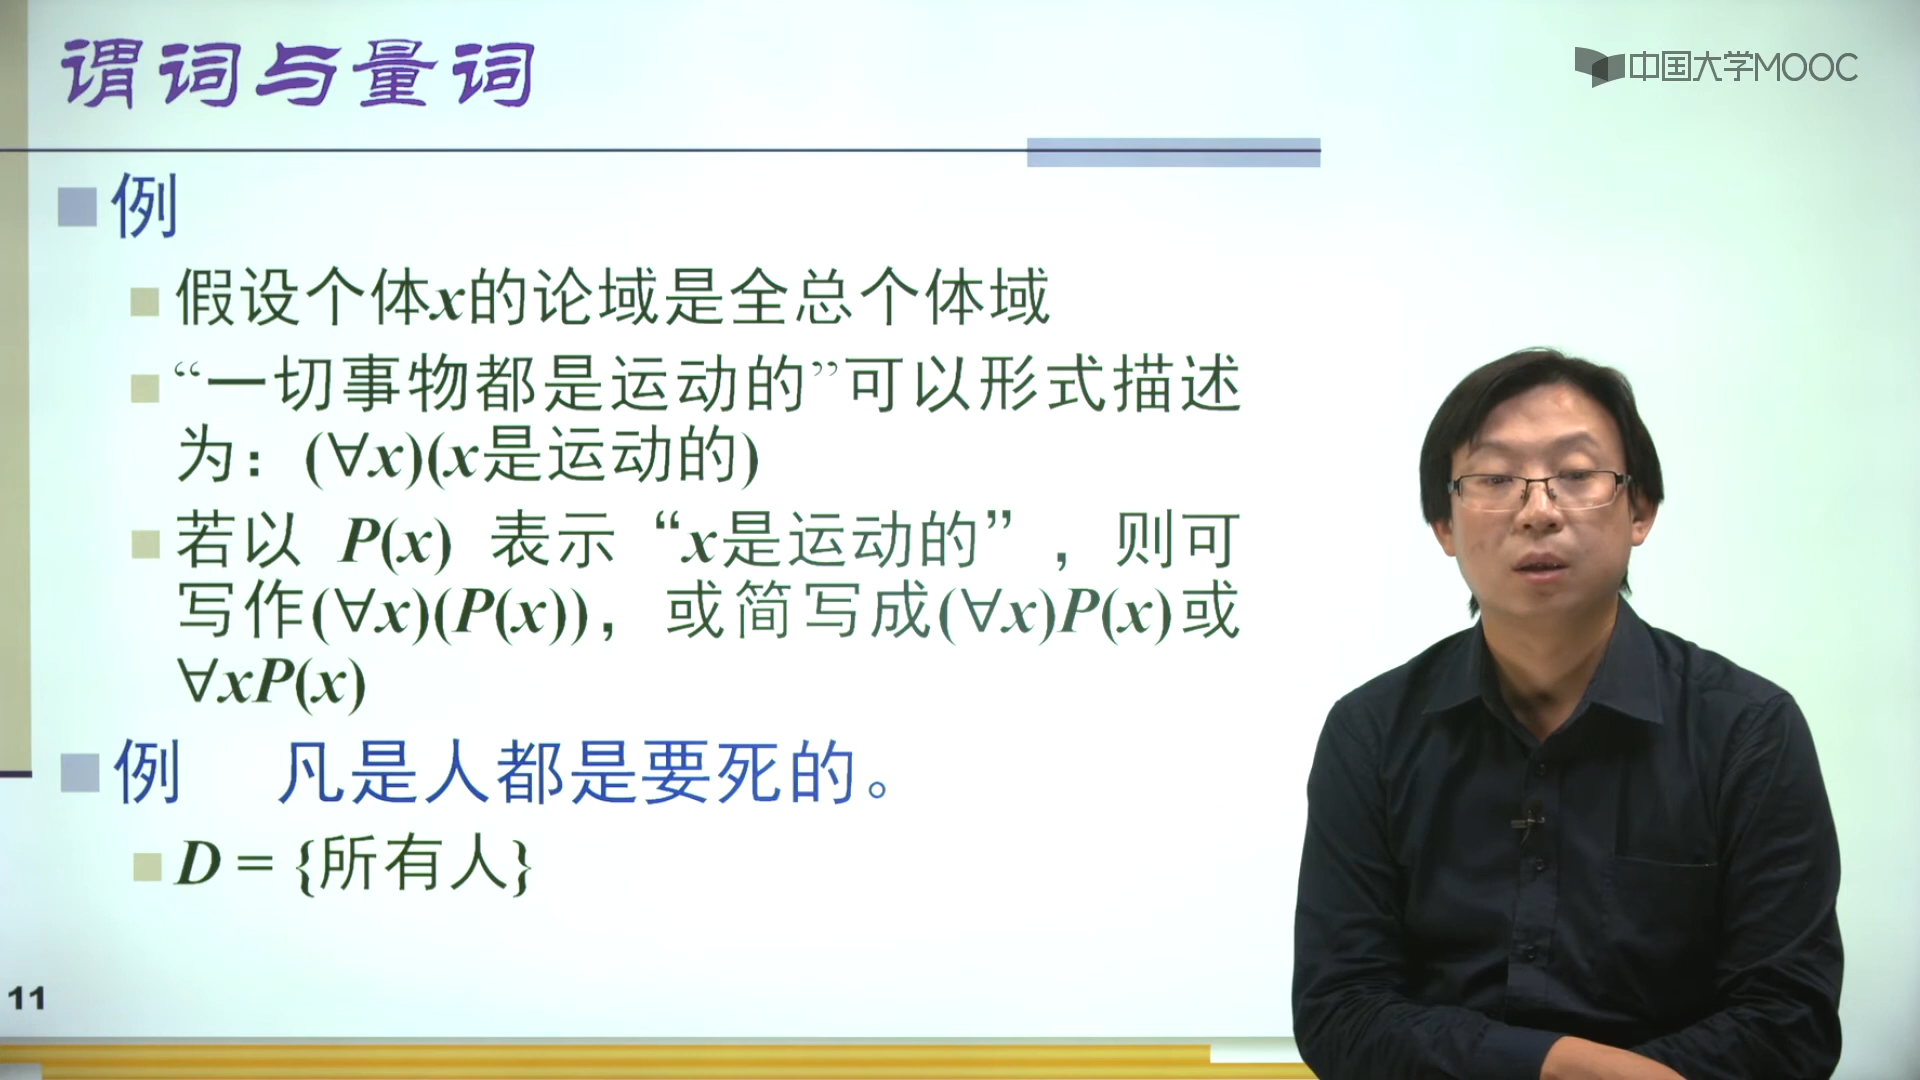 谓词与量词
中国大学MOOC
例
假设个体x的论域是全总个体域
“一切事物都是运动的”可以形式描述
为：(∀x)(x是运动的)
若以 P(x) 表示“x是运动的”，则可
写作(∀x)(P(x))，或简写成(∀x)P(x)或
∀xP(x)
例 凡是人都是要死的。
D = {所有人}
11